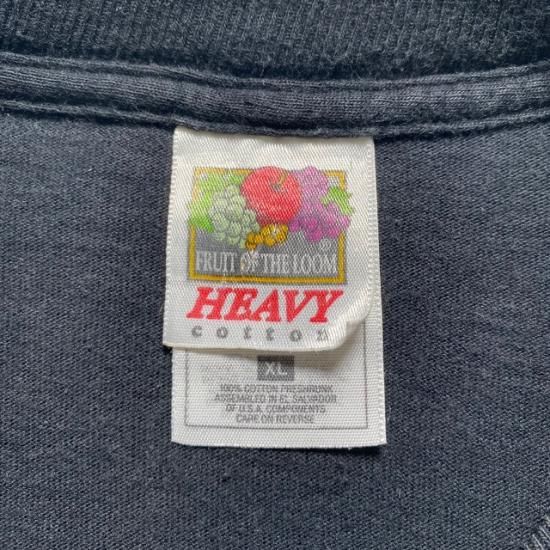 FRUIT OF THE LOOM ®
HEAVY
cotton
XL
100% COTTON PRESHRUNK
ASSEMBLED IN EL SALVADOR
OF U.S.A. COMPONENTS
CARE ON REVERSE